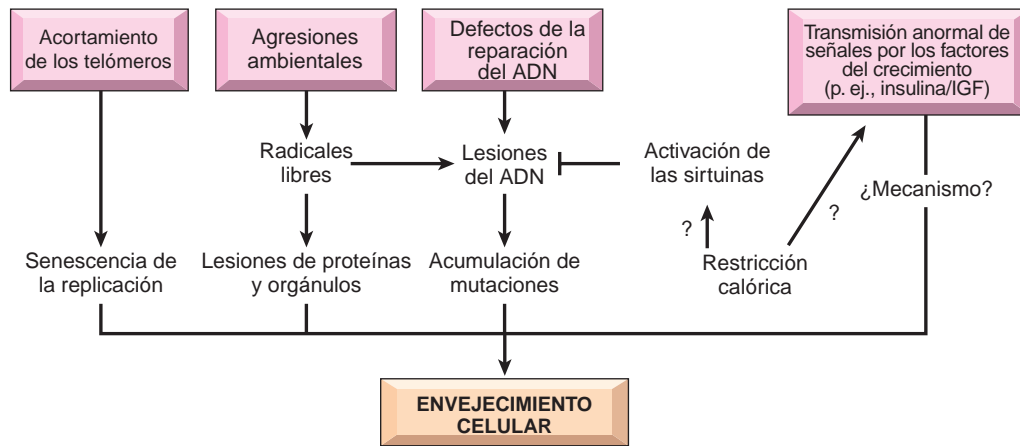 Acortamiento
de los telómeros
Agresiones
ambientales
Defectos de la
reparación
del ADN
Transmisión anormal de
señales por los factores
del crecimiento
(p. ej., insulina/IGF)
Radicales
libres
Lesiones
del ADN
Activación de
las sirtuinas
¿Mecanismo?
?
?
Senescencia de
la replicación
Lesiones de proteínas
y orgánulos
Acumulación de
mutaciones
Restricción
calórica
ENVEJECIMIENTO
CELULAR